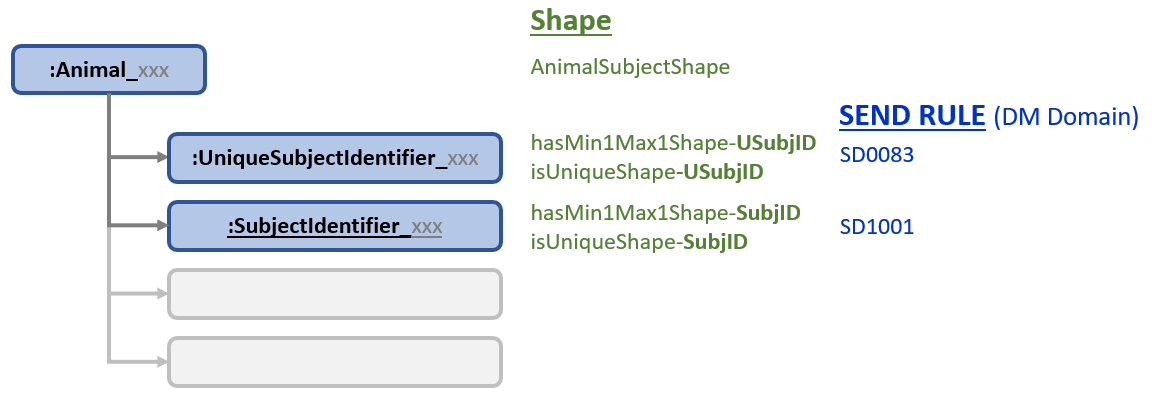 Shape
:Animal_xxx
AnimalSubjectShape
SEND RULE (DM Domain)
:UniqueSubjectIdentifier_xxx
hasMin1Max1Shape-USubjID
isUniqueShape-USubjID
SD0083
:SubjectIdentifier_xxx
hasMin1Max1Shape-SubjID
isUniqueShape-SubjID
SD1001